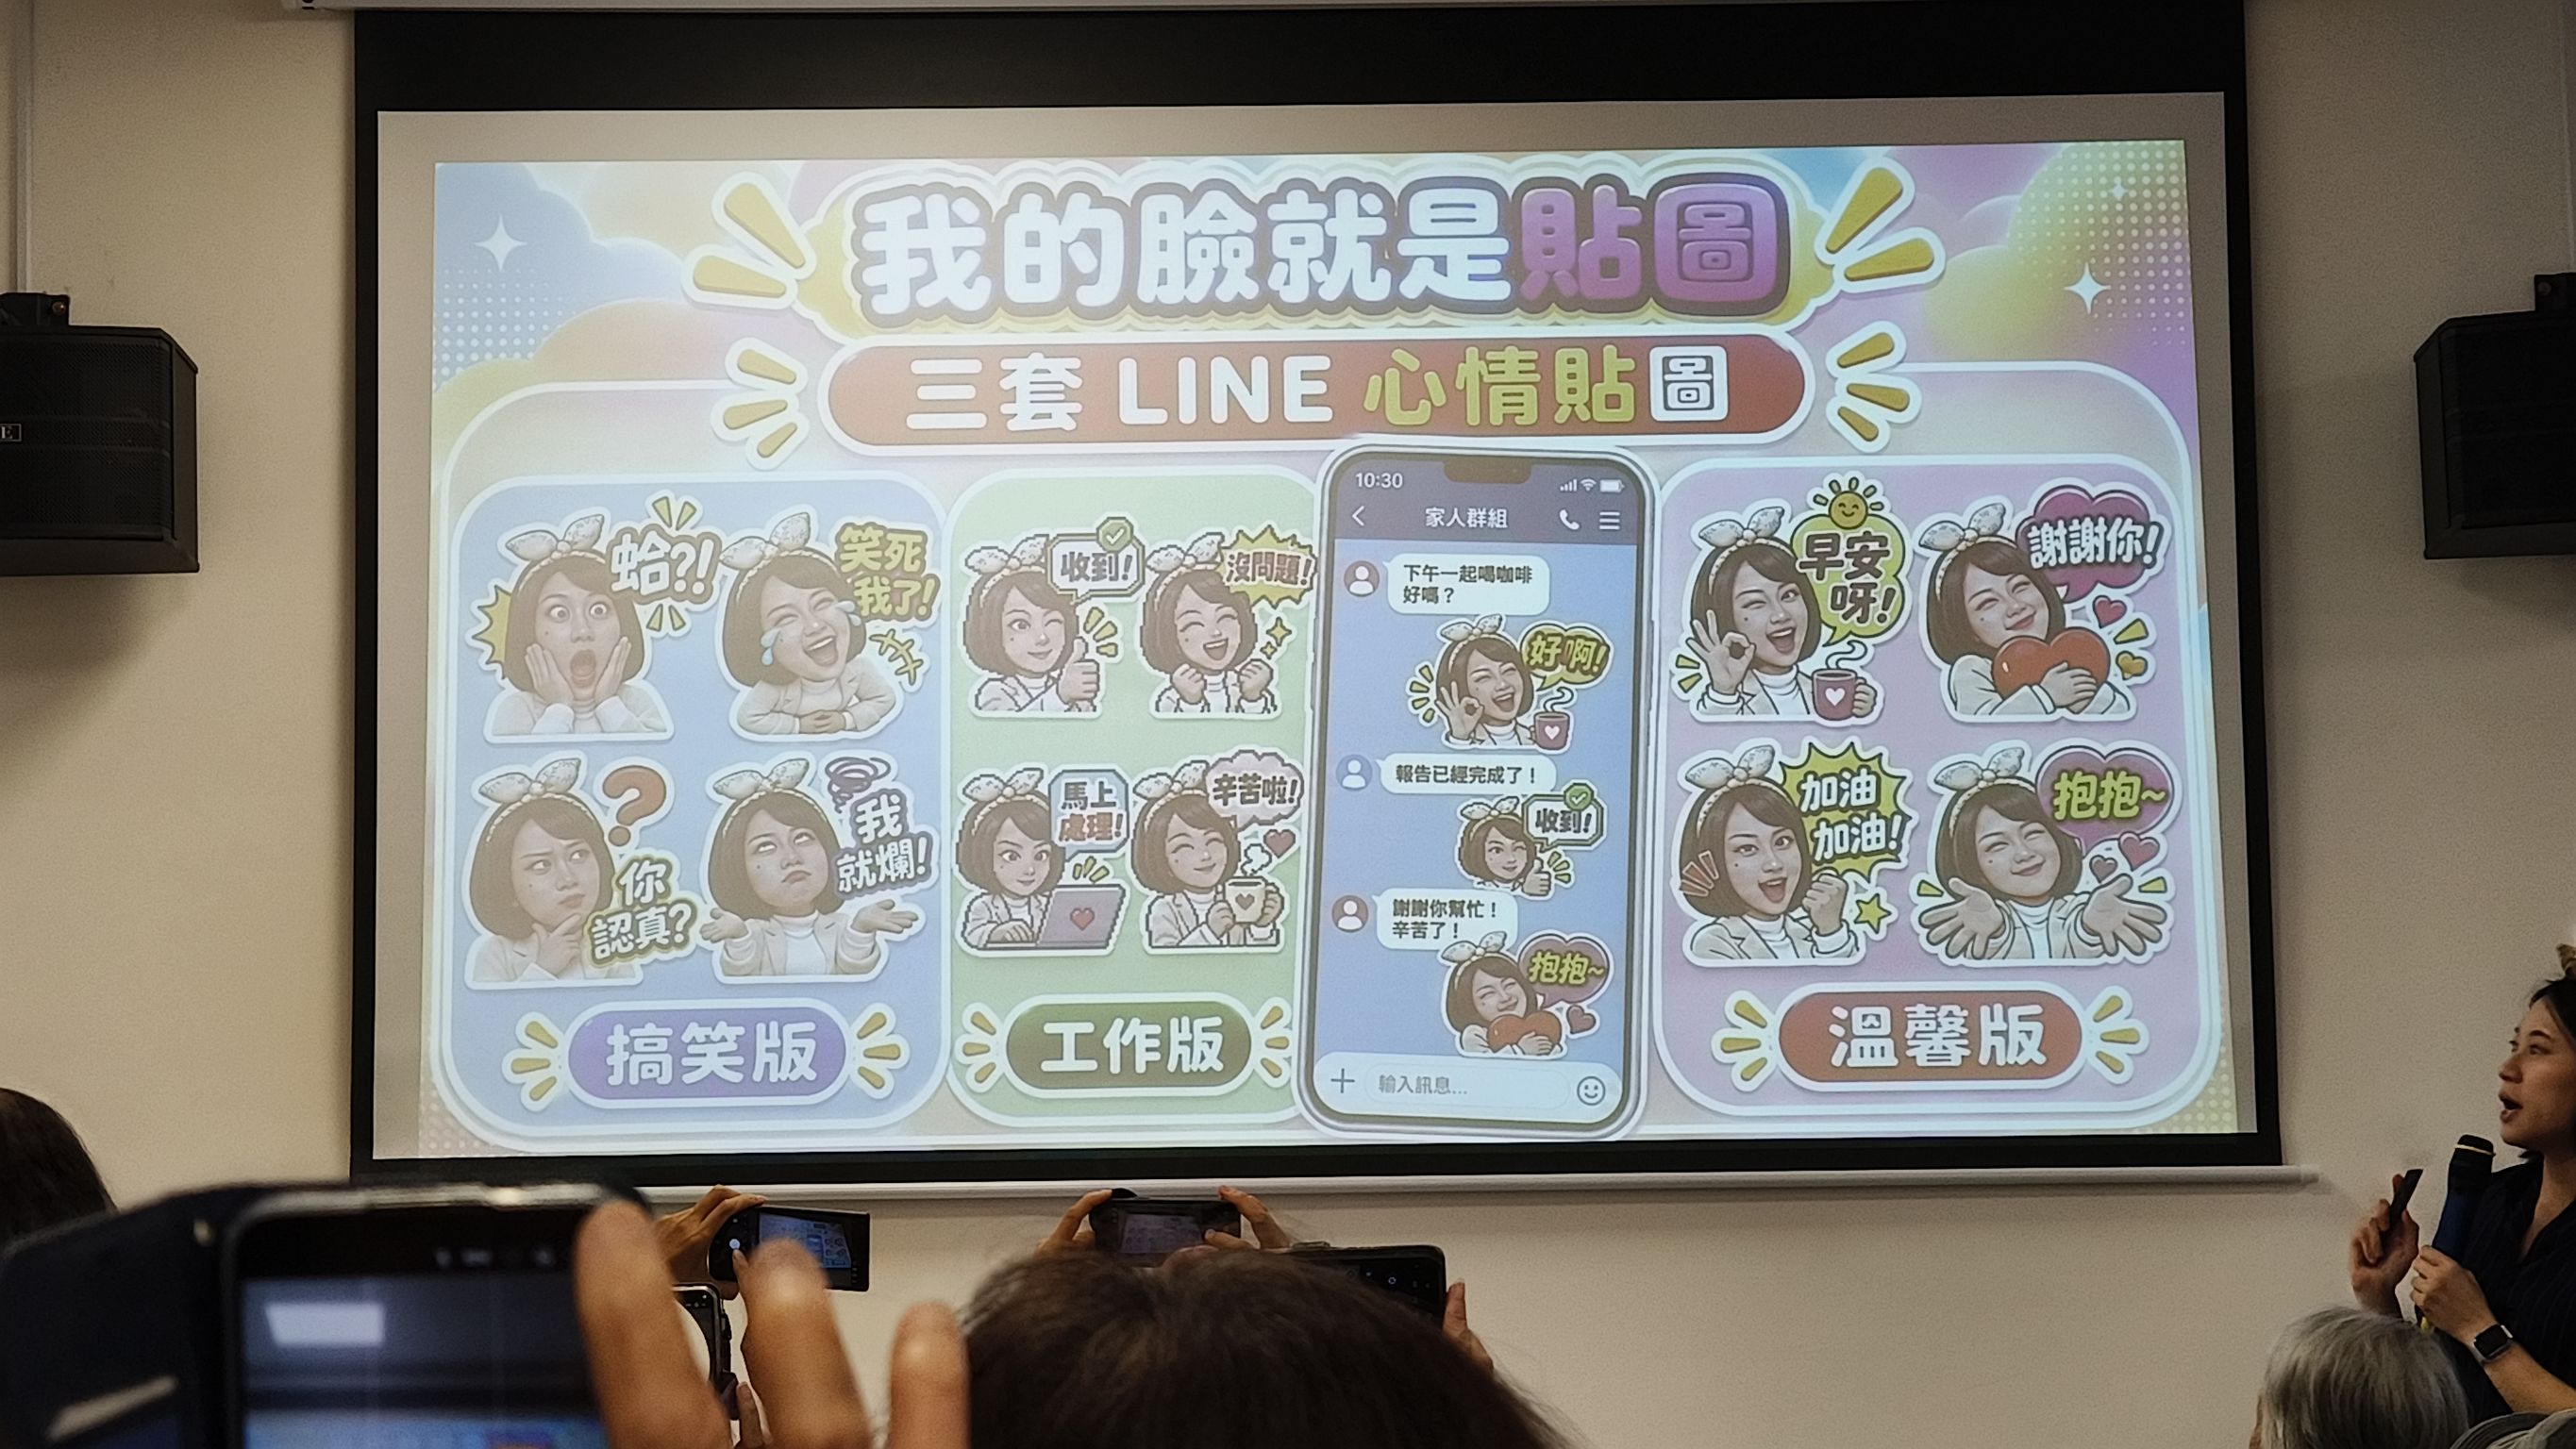 我的臉就是貼圖
三套 LINE 心情貼圖
蛤?!
笑死
我了!
?
你
認真?
我
就爛!
搞笑版
收到!
沒問題!
馬上
處理!
辛苦啦!
工作版
10:30
家人群組
下午一起喝咖啡
好嗎？
好啊!
報告已經完成了！
收到!
謝謝你幫忙！
辛苦了！
抱抱~
輸入訊息...
早安
呀!
謝謝你!
加油
加油!
抱抱~
溫馨版
E